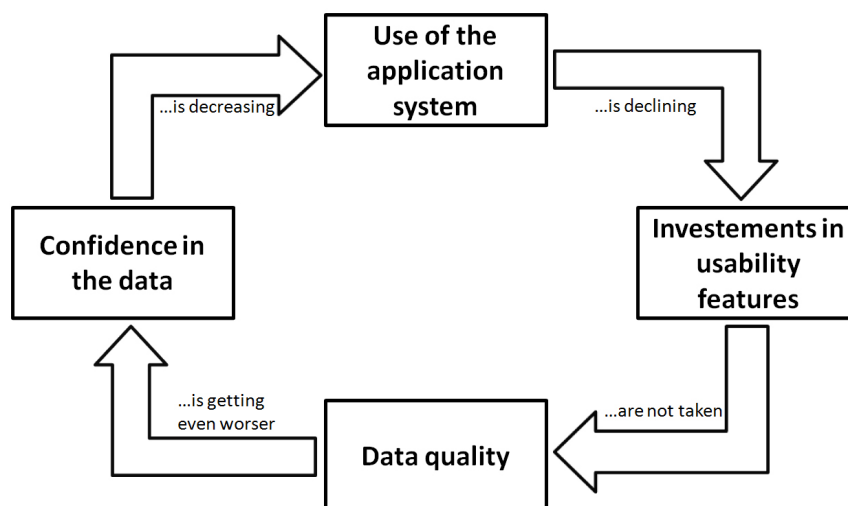 Use of the
application
system
...is decreasing
...is declining
Confidence in
the data
Investements in
usability
features
...is getting
even worser
...are not taken
Data quality